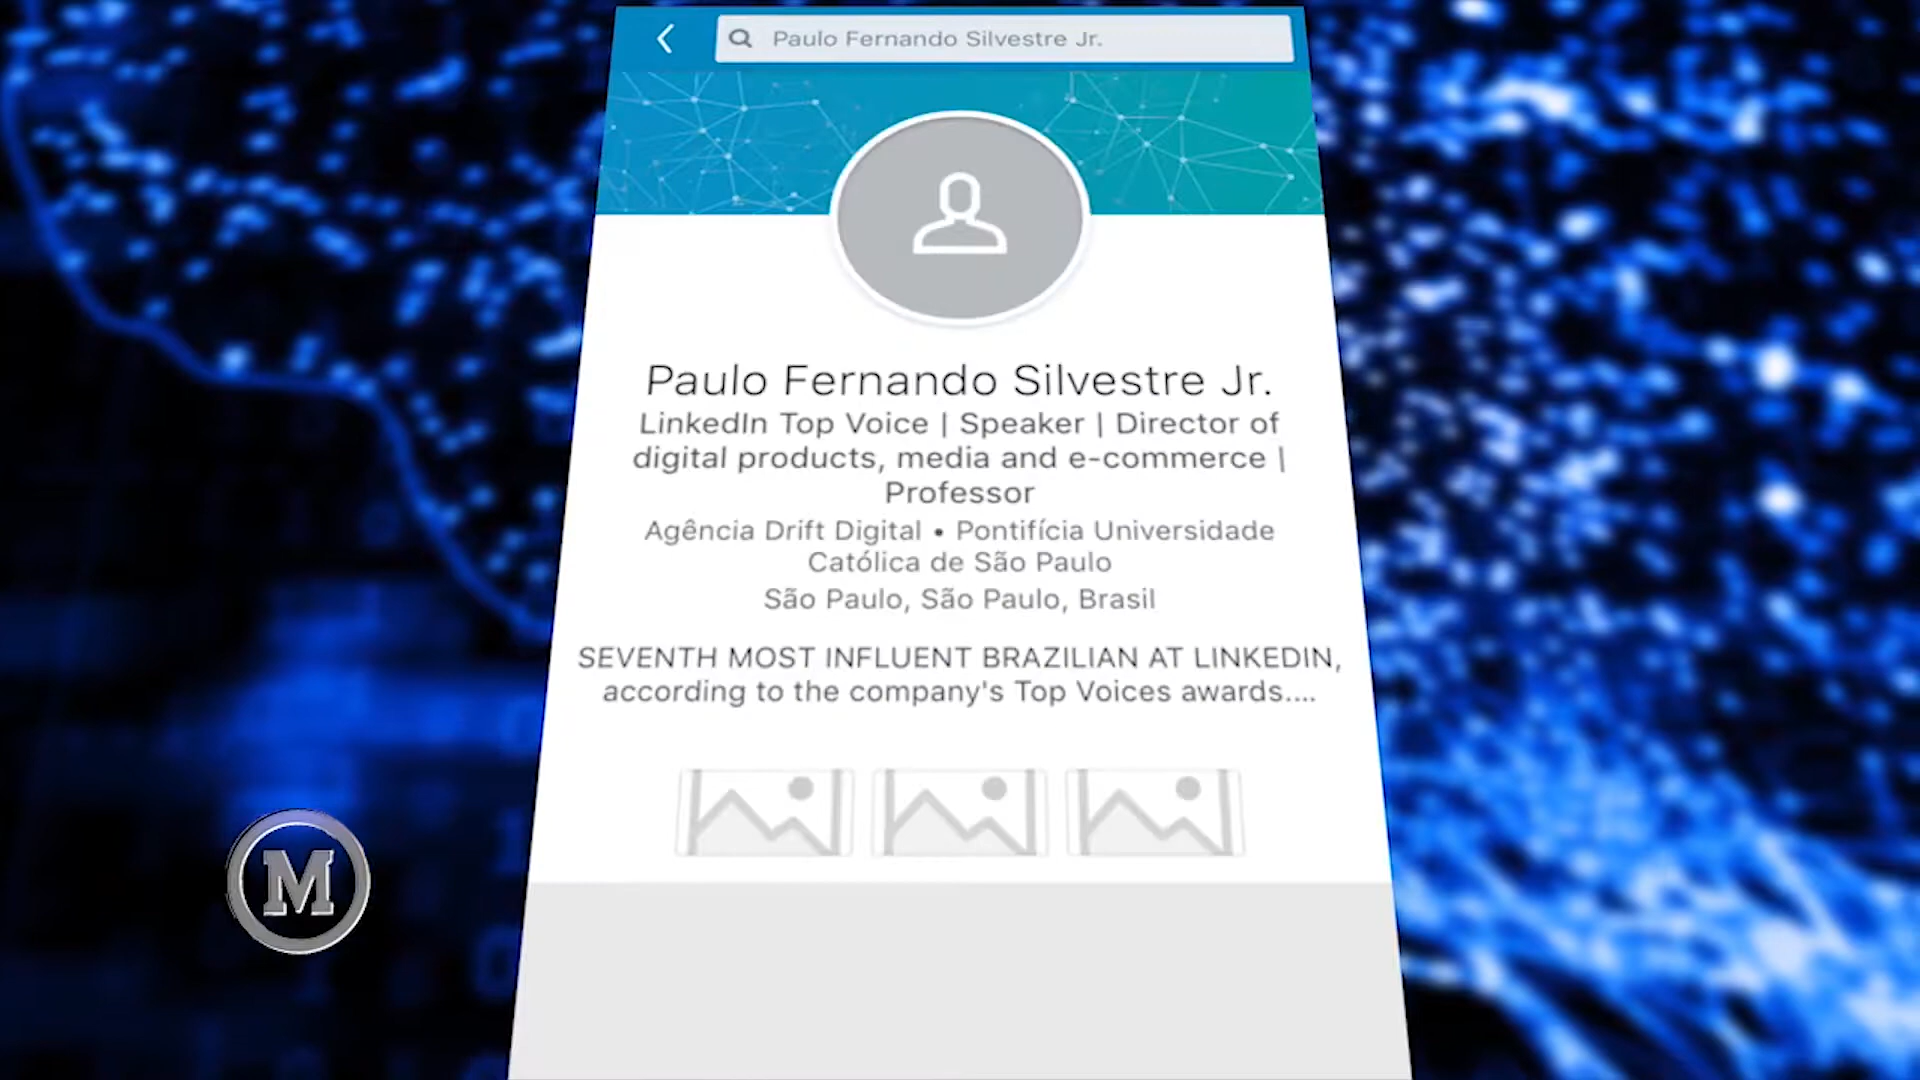 Paulo Fernando Silvestre Jr.
Paulo Fernando Silvestre Jr.
LinkedIn Top Voice | Speaker | Director of
digital products, media and e-commerce |
Professor
Agência Drift Digital • Pontifícia Universidade
Católica de São Paulo
São Paulo, São Paulo, Brasil
SEVENTH MOST INFLUENT BRAZILIAN AT LINKEDIN,
according to the company's Top Voices awards....
M